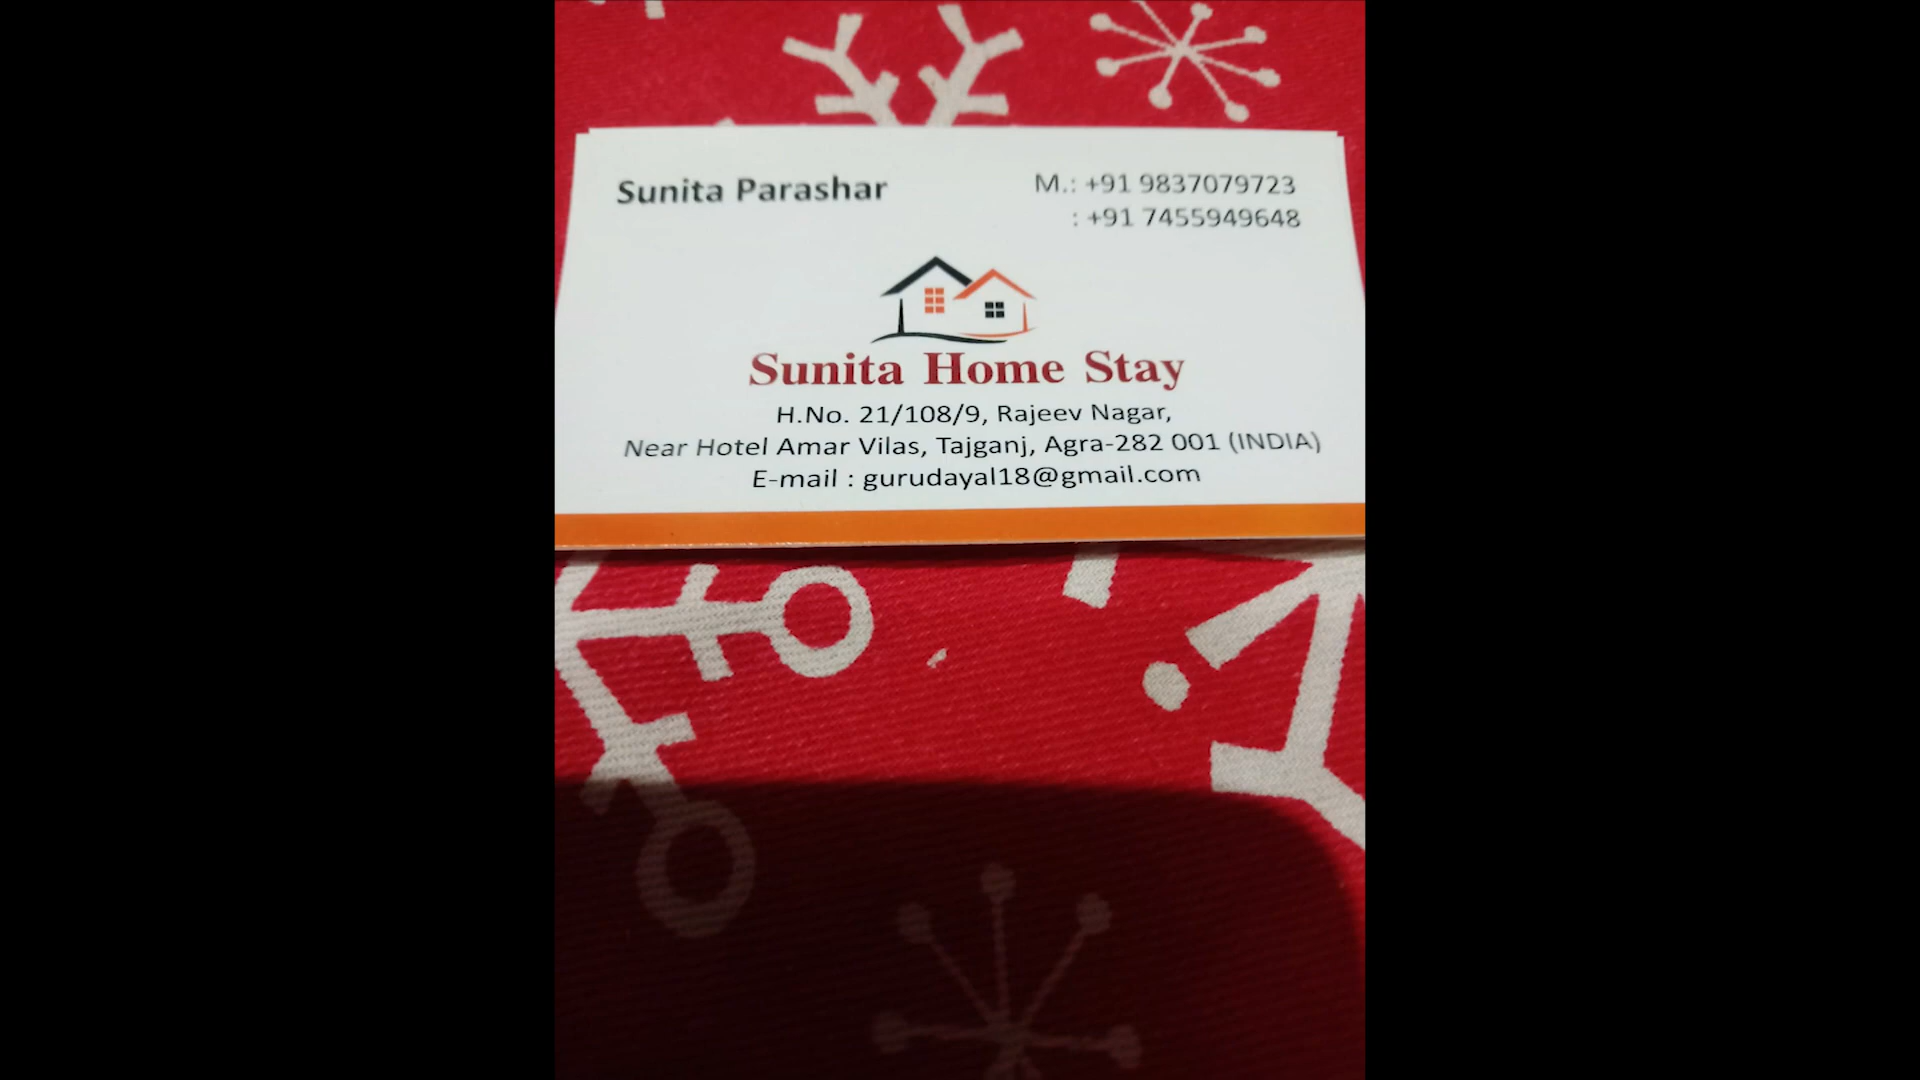 Sunita Parashar
M.: +91 9837079723
: +91 7455949648
Sunita Home Stay
H.No. 21/108/9, Rajeev Nagar,
Near Hotel Amar Vilas, Tajganj, Agra-282 001 (INDIA)
E-mail : gurudayal18@gmail.com